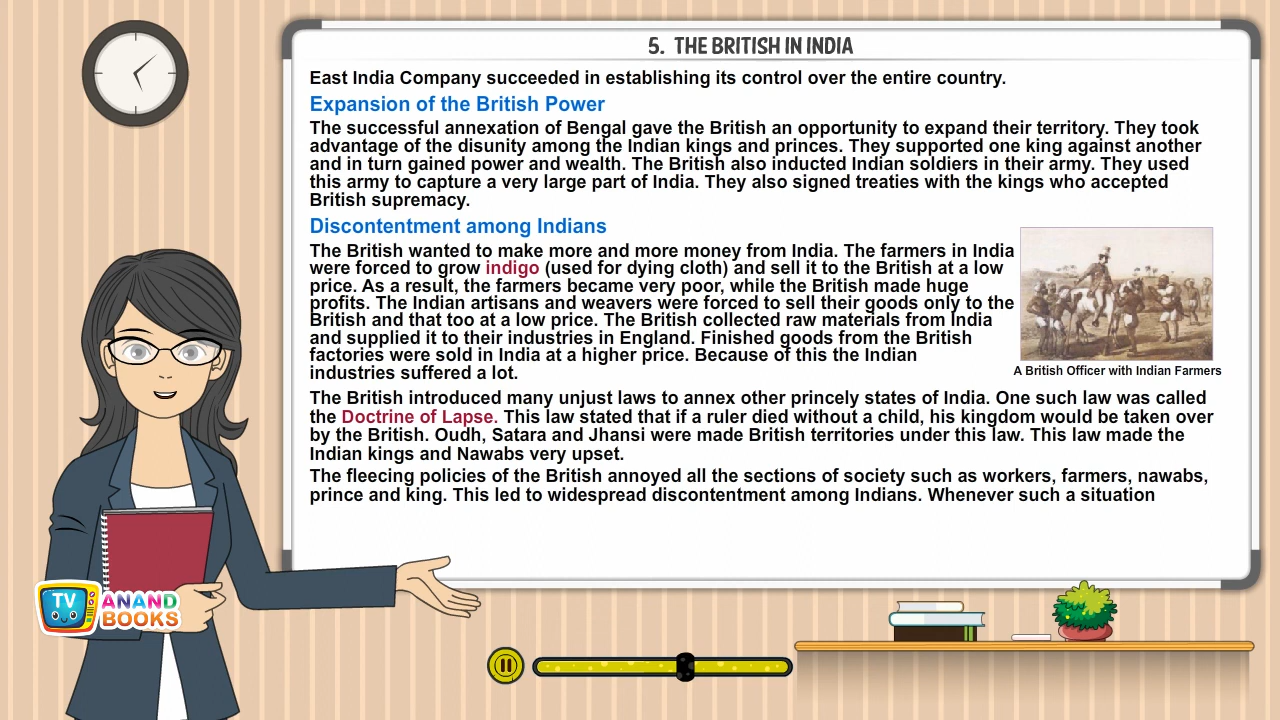 5. THE BRITISH IN INDIA
East India Company succeeded in establishing its control over the entire country.
Expansion of the British Power
The successful annexation of Bengal gave the British an opportunity to expand their territory. They took
advantage of the disunity among the Indian kings and princes. They supported one king against another
and in turn gained power and wealth. The British also inducted Indian soldiers in their army. They used
this army to capture a very large part of India. They also signed treaties with the kings who accepted
British supremacy.
Discontentment among Indians
The British wanted to make more and more money from India. The farmers in India
were forced to grow indigo (used for dying cloth) and sell it to the British at a low
price. As a result, the farmers became very poor, while the British made huge
profits. The Indian artisans and weavers were forced to sell their goods only to the
British and that too at a low price. The British collected raw materials from India
and supplied it to their industries in England. Finished goods from the British
factories were sold in India at a higher price. Because of this the Indian
industries suffered a lot.
A British Officer with Indian Farmers
The British introduced many unjust laws to annex other princely states of India. One such law was called
the Doctrine of Lapse. This law stated that if a ruler died without a child, his kingdom would be taken over
by the British. Oudh, Satara and Jhansi were made British territories under this law. This law made the
Indian kings and Nawabs very upset.
The fleecing policies of the British annoyed all the sections of society such as workers, farmers, nawabs,
prince and king. This led to widespread discontentment among Indians. Whenever such a situation
TV
ANAND
BOOKS